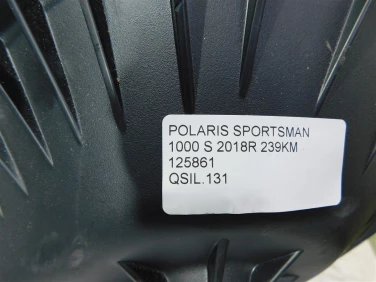 POLARIS SPORTSMAN
1000 S 2018R 239KM
125861
QSIL.131